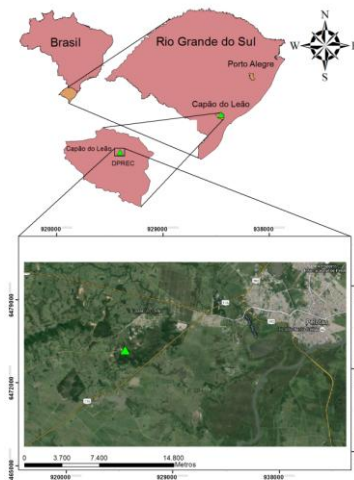 Brasil
Rio Grande do Sul
N
W
E
S
Porto Alegre
Capão do Leão
Capão do Leão
DPREC
920000
929000
938000
6479000
6472000
0 3.700 7.400 14.800
Metros
920000
929000
938000